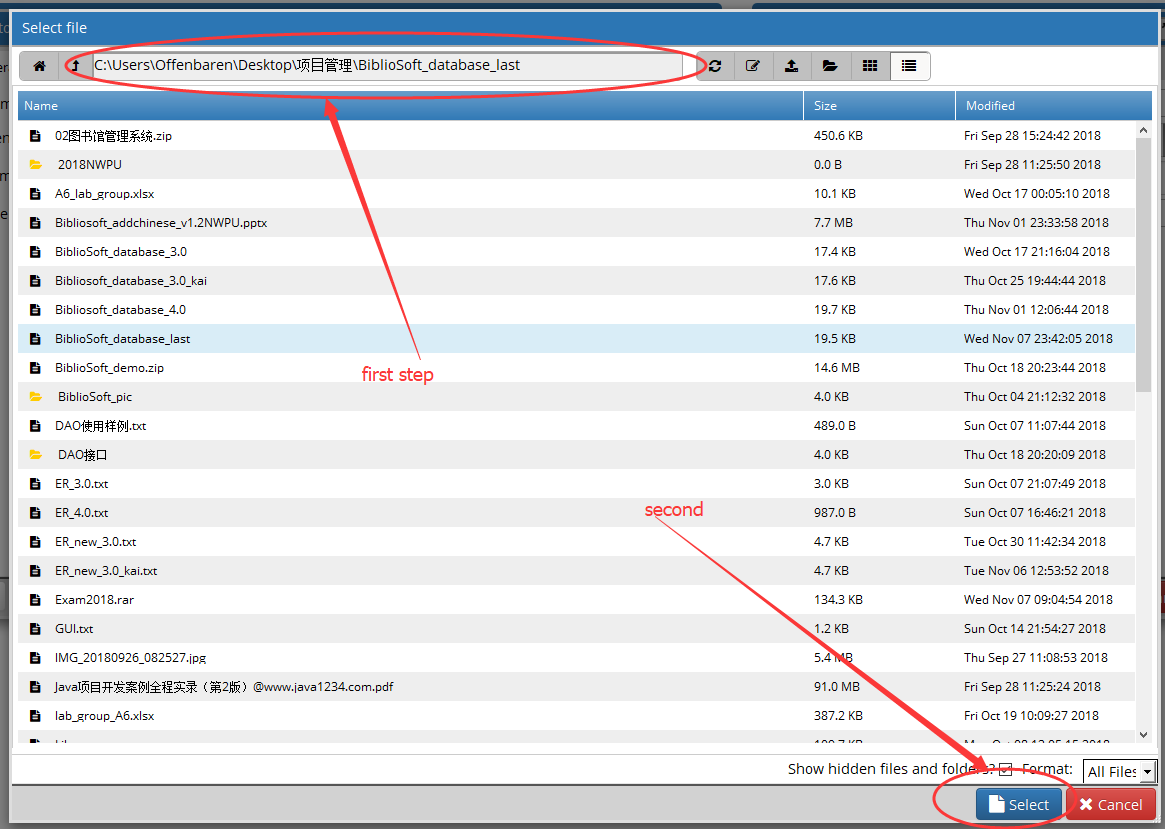 Select file
C:\Users\Offenbaren\Desktop\项目管理\BiblioSoft_database_last
Name Size Modified
02图书馆管理系统.zip 450.6 KB Fri Sep 28 15:24:42 2018
2018NWPU 0.0 B Fri Sep 28 11:25:50 2018
A6_lab_group.xlsx 10.1 KB Wed Oct 17 00:05:10 2018
Bibliosoft_addchinese_v1.2NWPU.pptx 7.7 MB Thu Nov 01 23:33:58 2018
BiblioSoft_database_3.0 17.4 KB Wed Oct 17 21:16:04 2018
Bibliosoft_database_3.0_kai 17.6 KB Thu Oct 25 19:44:44 2018
Bibliosoft_database_4.0 19.7 KB Thu Nov 01 12:06:44 2018
BiblioSoft_database_last 19.5 KB Wed Nov 07 23:42:05 2018
BiblioSoft_demo.zip 14.6 MB Thu Oct 18 20:23:44 2018
first step
BiblioSoft_pic 4.0 KB Thu Oct 04 21:12:32 2018
DAO使用样例.txt 489.0 B Sun Oct 07 11:07:44 2018
DAO接口 4.0 KB Thu Oct 18 20:20:09 2018
ER_3.0.txt 3.0 KB Sun Oct 07 21:07:49 2018
second
ER_4.0.txt 987.0 B Sun Oct 07 16:46:21 2018
ER_new_3.0.txt 4.7 KB Tue Oct 30 11:42:34 2018
ER_new_3.0_kai.txt 4.7 KB Tue Nov 06 12:53:52 2018
Exam2018.rar 134.3 KB Wed Nov 07 09:04:54 2018
GUI.txt 1.2 KB Sun Oct 14 21:54:27 2018
IMG_20180926_082527.jpg 5.4 MB Thu Sep 27 11:08:53 2018
Java项目开发案例全程实录（第2版）@www.java1234.com.pdf 91.0 MB Fri Sep 28 11:25:24 2018
lab_group_A6.xlsx 387.2 KB Fri Oct 19 10:09:27 2018
Show hidden files and folders? Format: All Files
Select Cancel